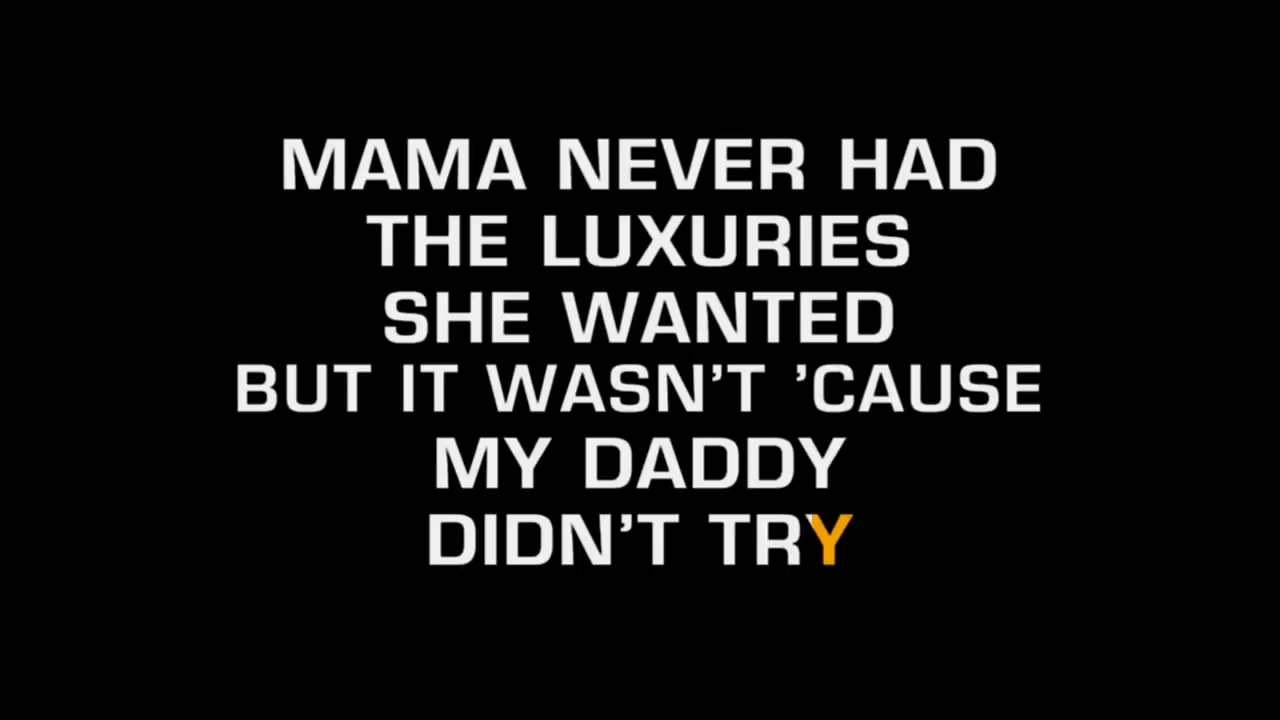 MAMA NEVER HAD
THE LUXURIES
SHE WANTED
BUT IT WASN'T 'CAUSE
MY DADDY
DIDN'T TRY